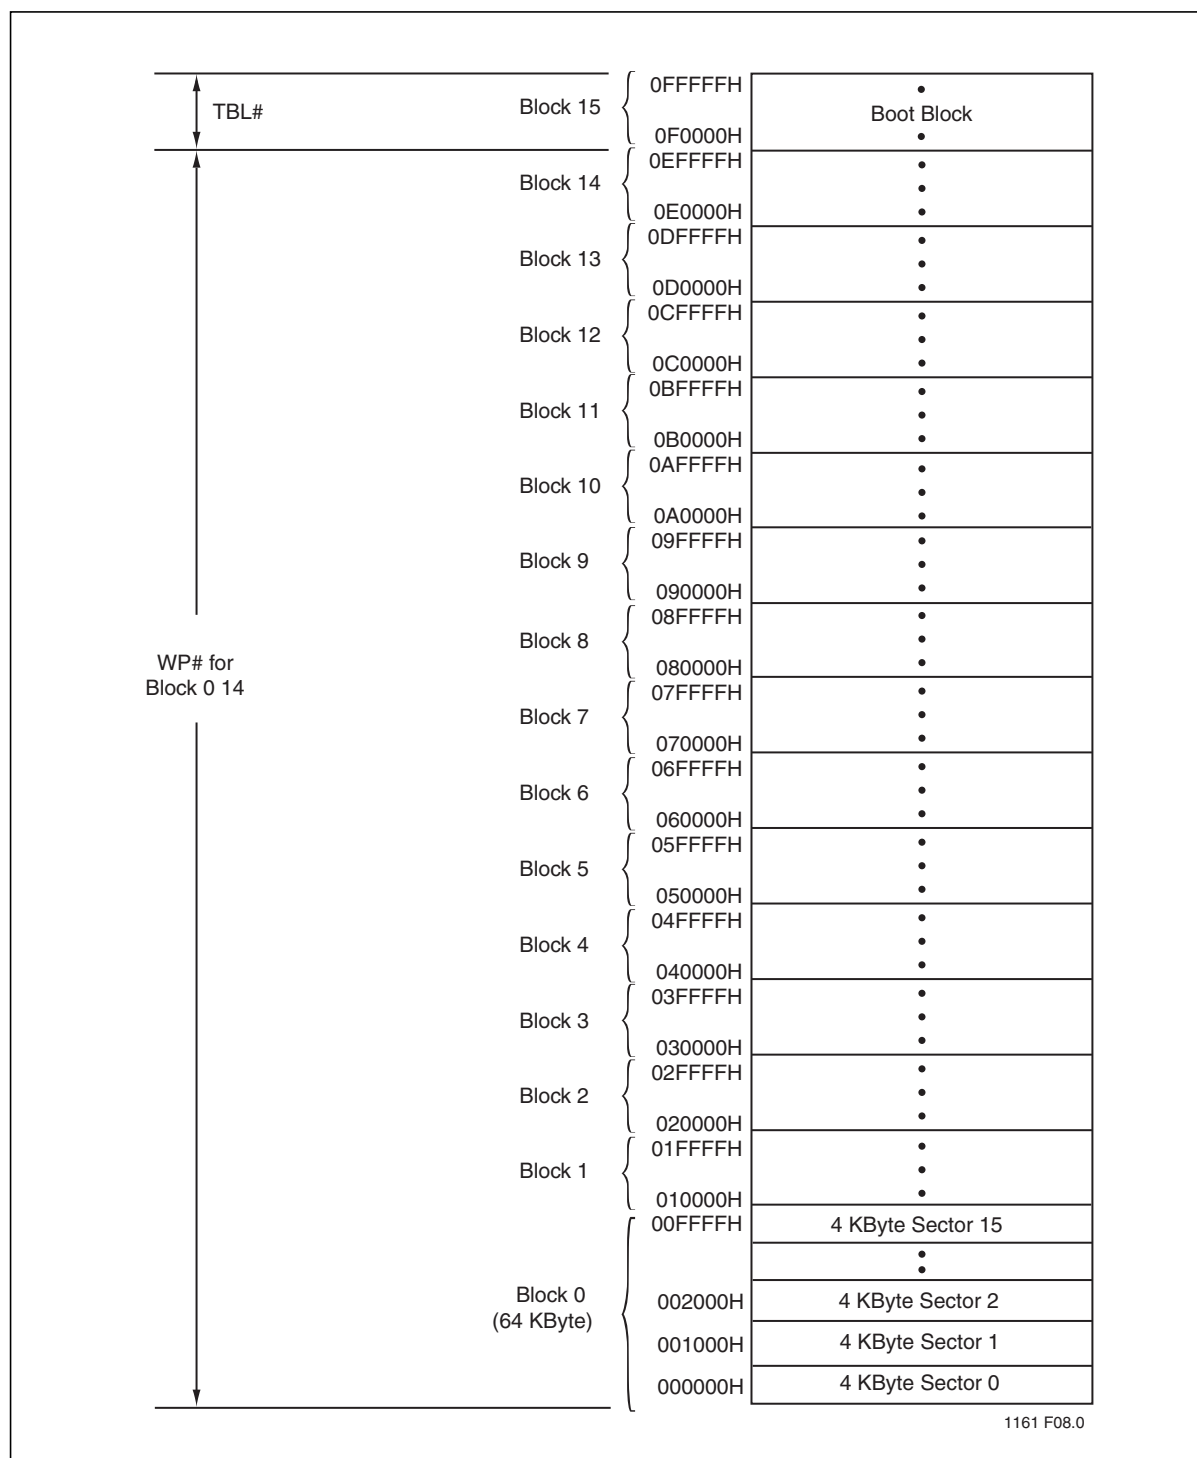 TBL#
Block 15
0FFFFFH
Boot Block
0F0000H
0EFFFFH
Block 14
0E0000H
0DFFFFH
Block 13
0D0000H
0CFFFFH
Block 12
0C0000H
0BFFFFH
Block 11
0B0000H
0AFFFFH
Block 10
0A0000H
09FFFFH
Block 9
090000H
08FFFFH
Block 8
080000H
WP# for
Block 0 14
07FFFFH
Block 7
070000H
06FFFFH
Block 6
060000H
05FFFFH
Block 5
050000H
04FFFFH
Block 4
040000H
03FFFFH
Block 3
030000H
02FFFFH
Block 2
020000H
01FFFFH
Block 1
010000H
00FFFFH
4 KByte Sector 15
Block 0
(64 KByte)
002000H
4 KByte Sector 2
001000H
4 KByte Sector 1
000000H
4 KByte Sector 0
1161 F08.0